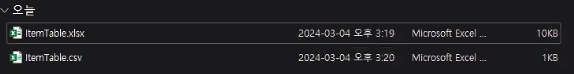 오늘
ItemTable.xlsx 2024-03-04 오후 3:19 Microsoft Excel ... 10KB
ItemTable.csv 2024-03-04 오후 3:20 Microsoft Excel ... 1KB